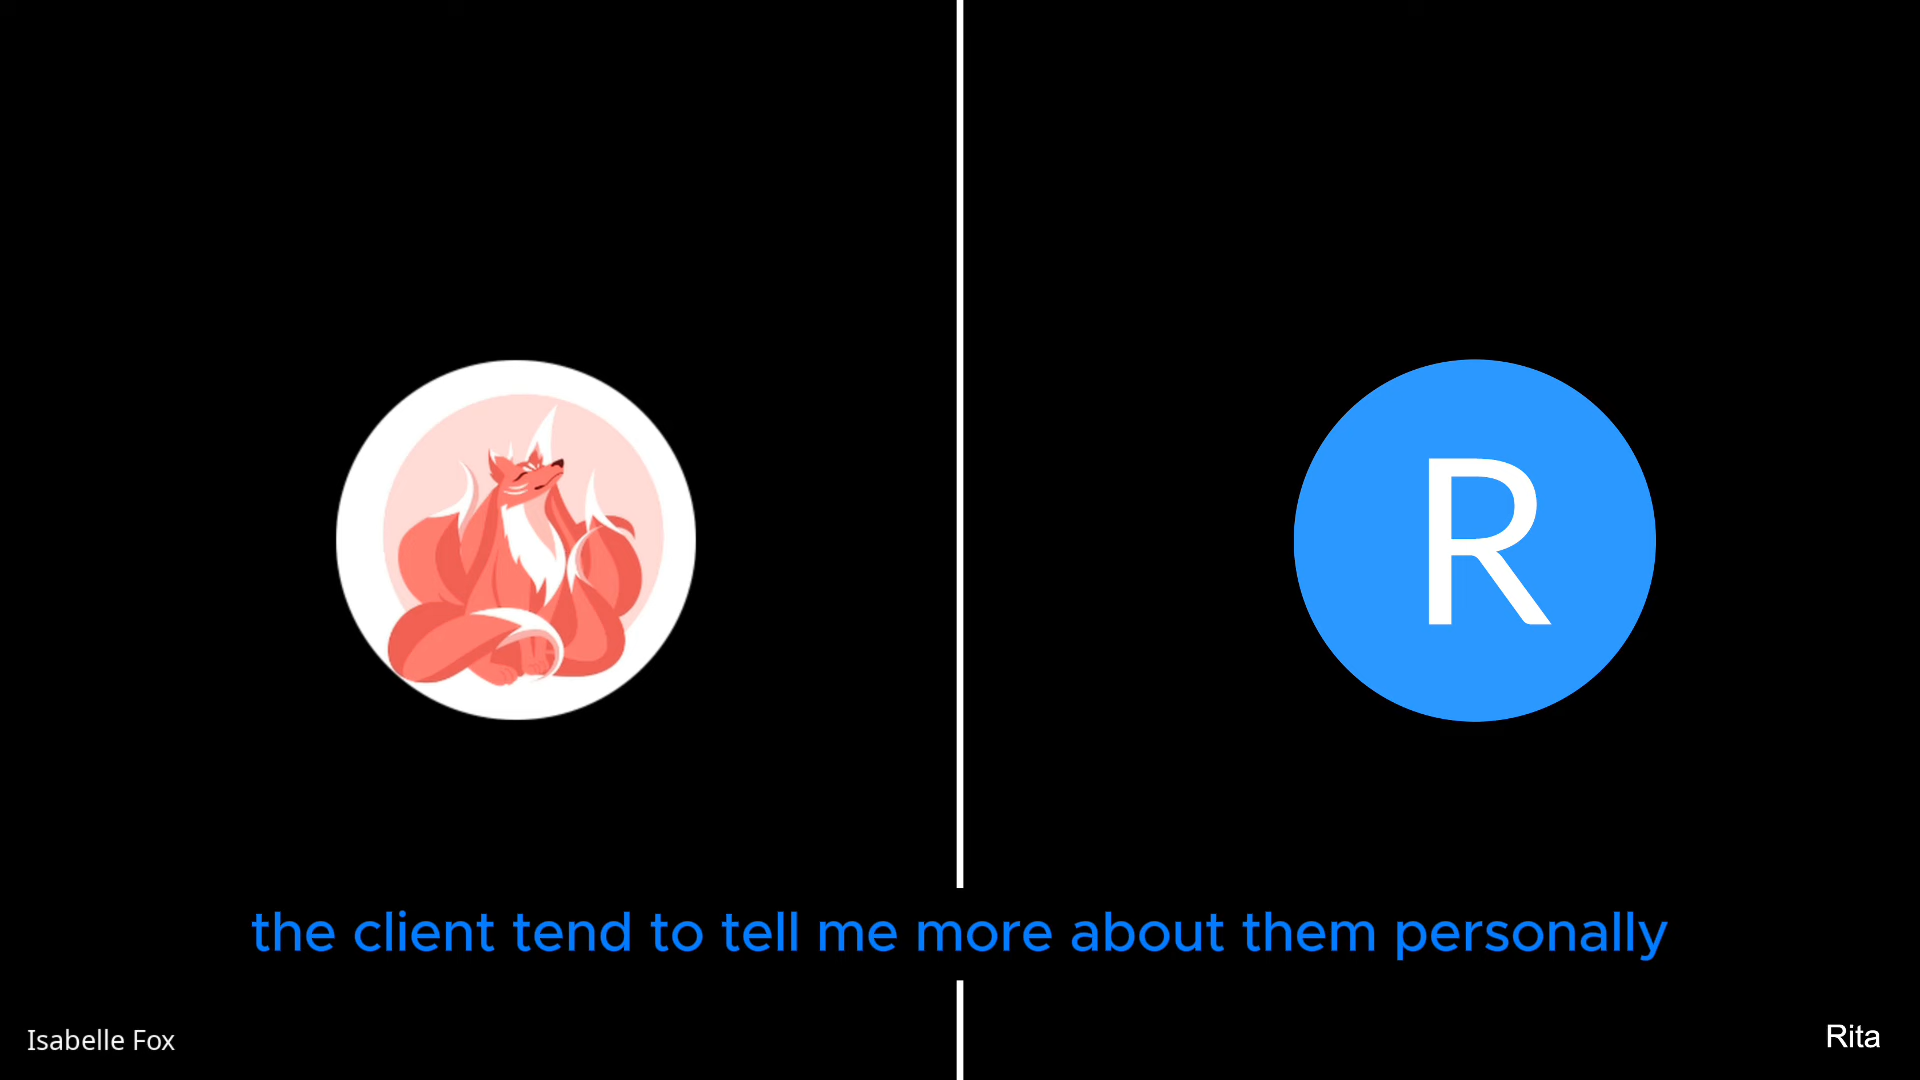 R
the client tend to tell me more about them personally
Isabelle Fox
Rita